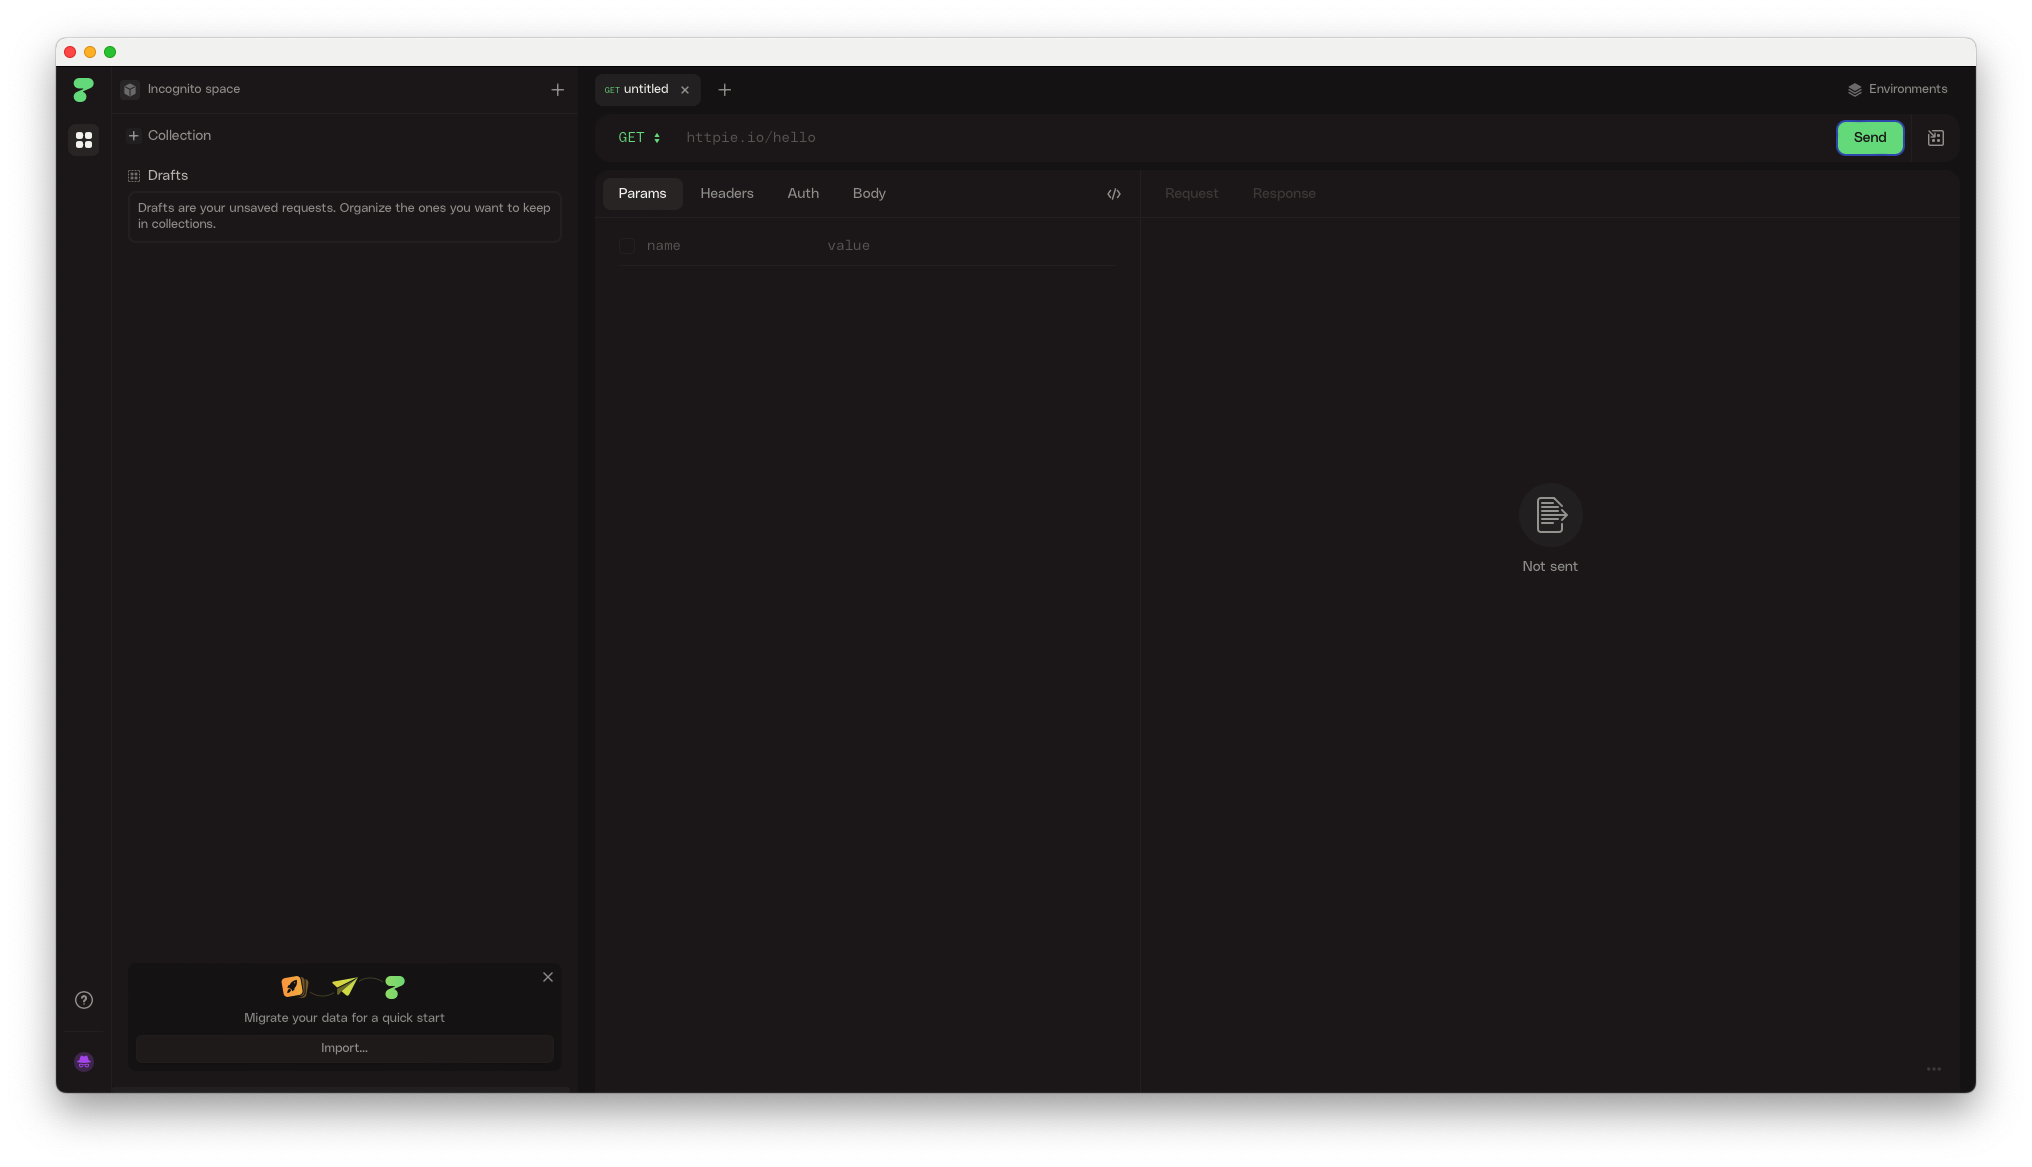 Incognito space
Collection
Drafts
Drafts are your unsaved requests. Organize the ones you want to keep
in collections.
Migrate your data for a quick start
Import...
GET untitled
Environments
GET httpie.io/hello
Send
Params Headers Auth Body
Request Response
name value
Not sent